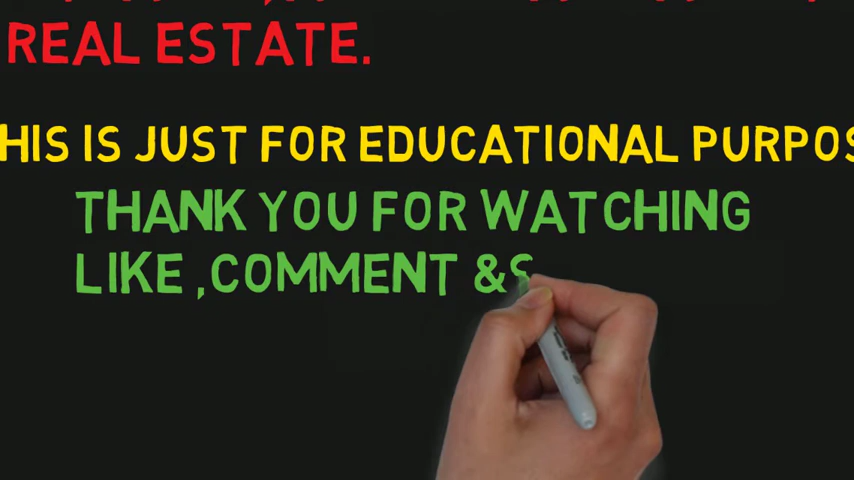 REAL ESTATE.
HIS IS JUST FOR EDUCATIONAL PURPOS
THANK YOU FOR WATCHING
LIKE ,COMMENT &S